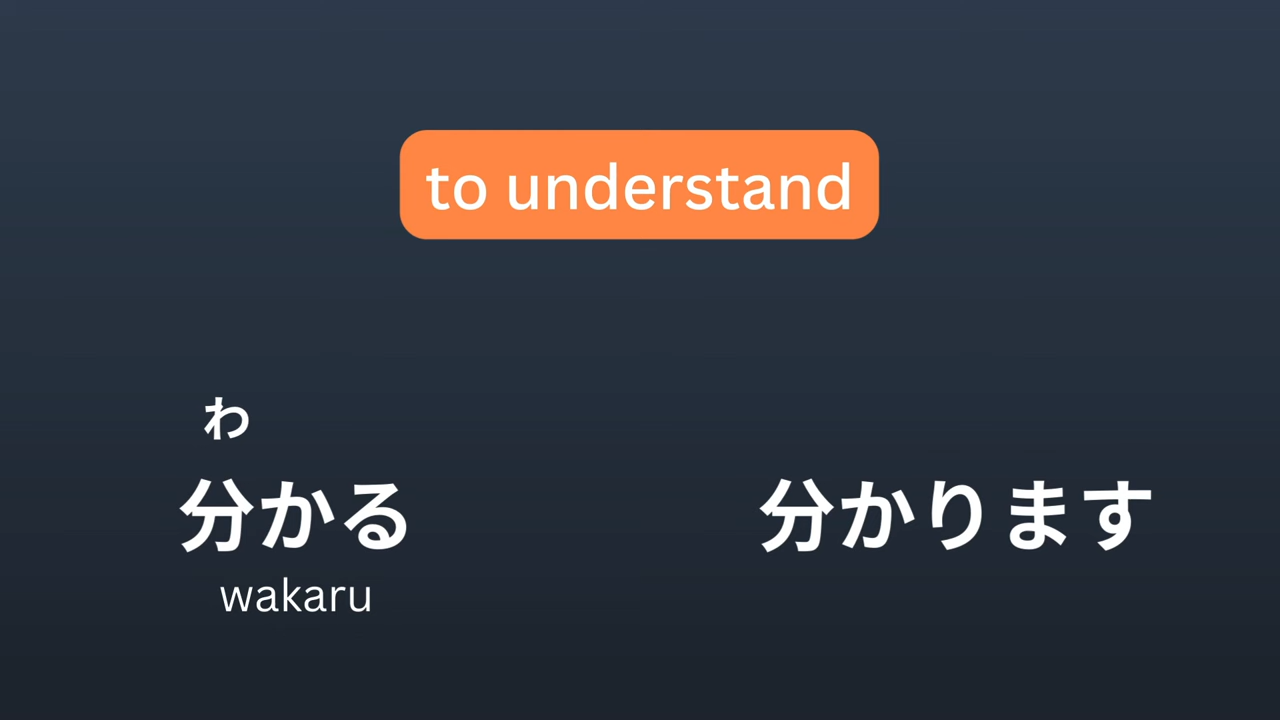 to understand
わ
分かる
wakaru
分かります